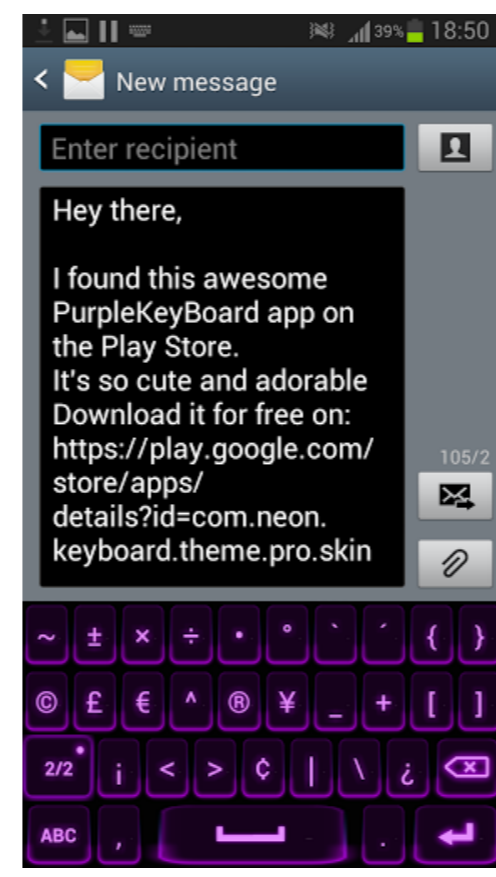 39% 18:50
< New message
Enter recipient
Hey there,
I found this awesome
PurpleKeyBoard app on
the Play Store.
It's so cute and adorable
Download it for free on:
https://play.google.com/
store/apps/
details?id=com.neon.
keyboard.theme.pro.skin
105/2
~ ± × ÷ • ° ` ´ { }
© £ € ^ ® ¥ _ + [ ]
2/2 ¡ < > ¢ | \ ¿
ABC , .